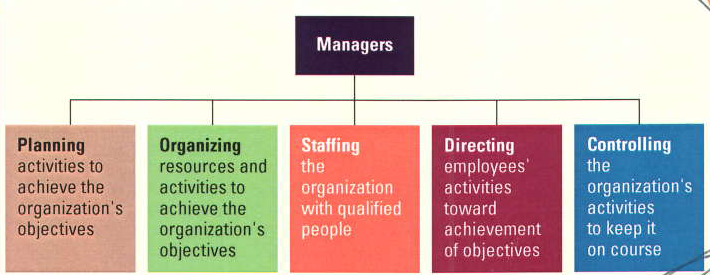 Managers
Planning
activities to
achieve the
organization's
objectives
Organizing
resources and
activities to
achieve the
organization's
objectives
Staffing
the
organization
with qualified
people
Directing
employees'
activities
toward
achievement
of objectives
Controlling
the
organization's
activities
to keep it
on course